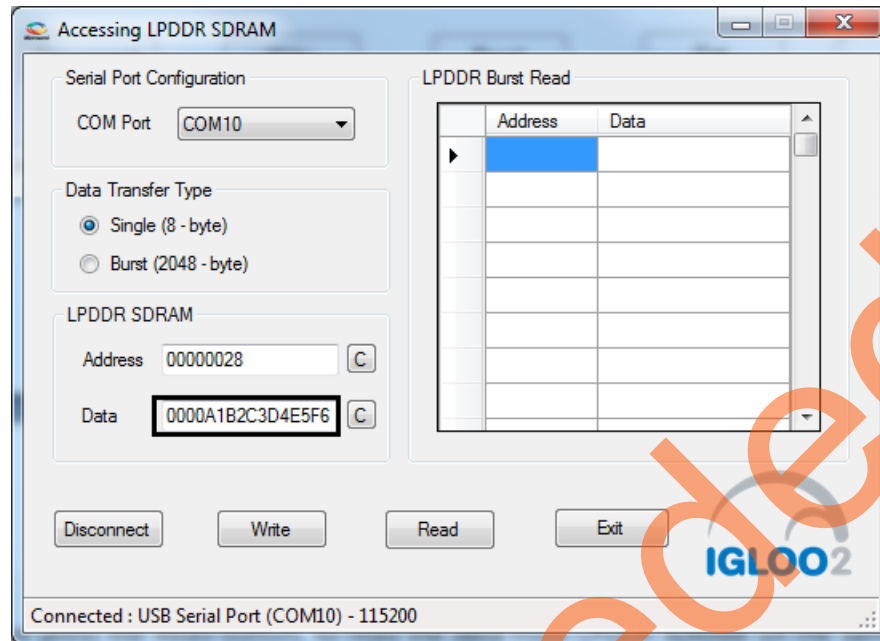 Accessing LPDDR SDRAM
Serial Port Configuration
COM Port COM10
Data Transfer Type
Single (8 - byte)
Burst (2048 - byte)
LPDDR SDRAM
Address 00000028 C
Data 0000A1B2C3D4E5F6 C
LPDDR Burst Read
Address Data
Disconnect Write Read Exit
IGLOO2
Connected : USB Serial Port (COM10) - 115200